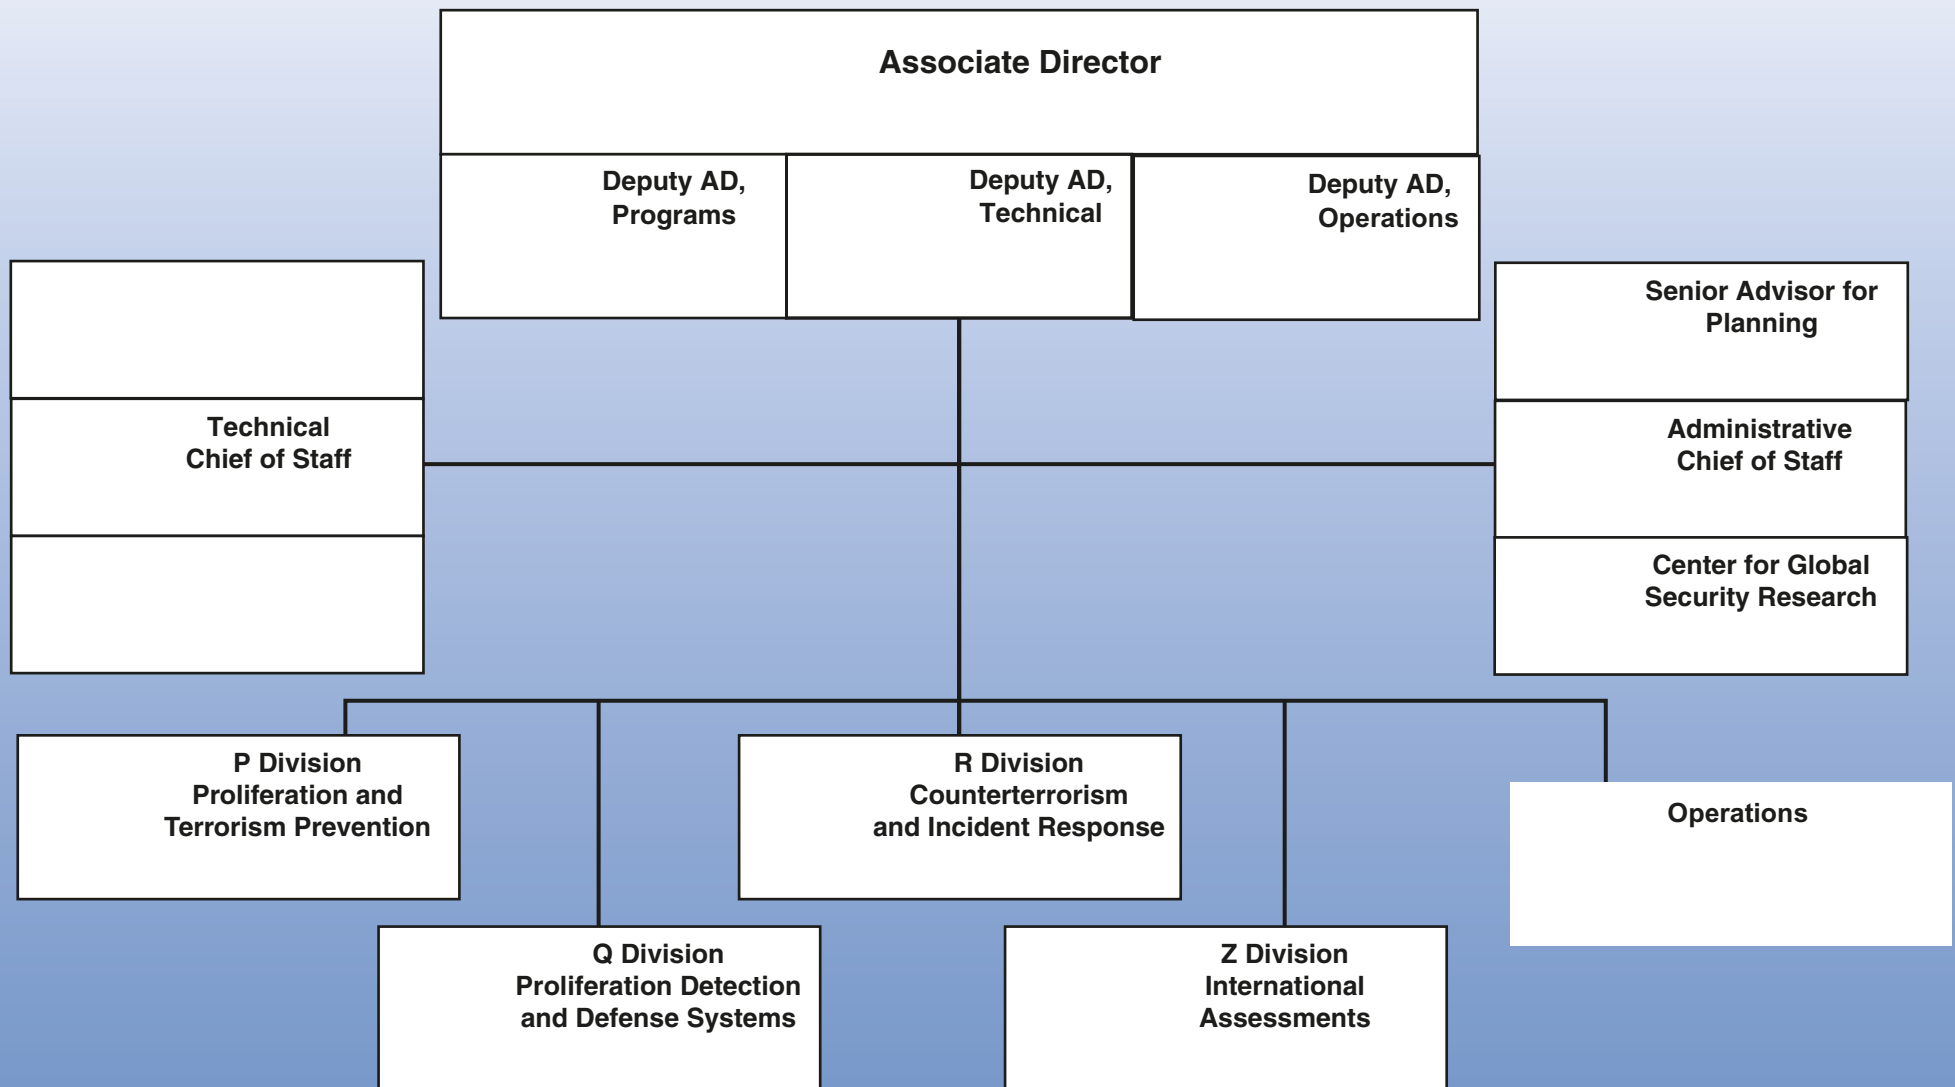 Associate Director
Deputy AD,
Programs
Deputy AD,
Technical
Deputy AD,
Operations
Technical
Chief of Staff
Senior Advisor for
Planning
Administrative
Chief of Staff
Center for Global
Security Research
P Division
Proliferation and
Terrorism Prevention
R Division
Counterterrorism
and Incident Response
Operations
Q Division
Proliferation Detection
and Defense Systems
Z Division
International
Assessments